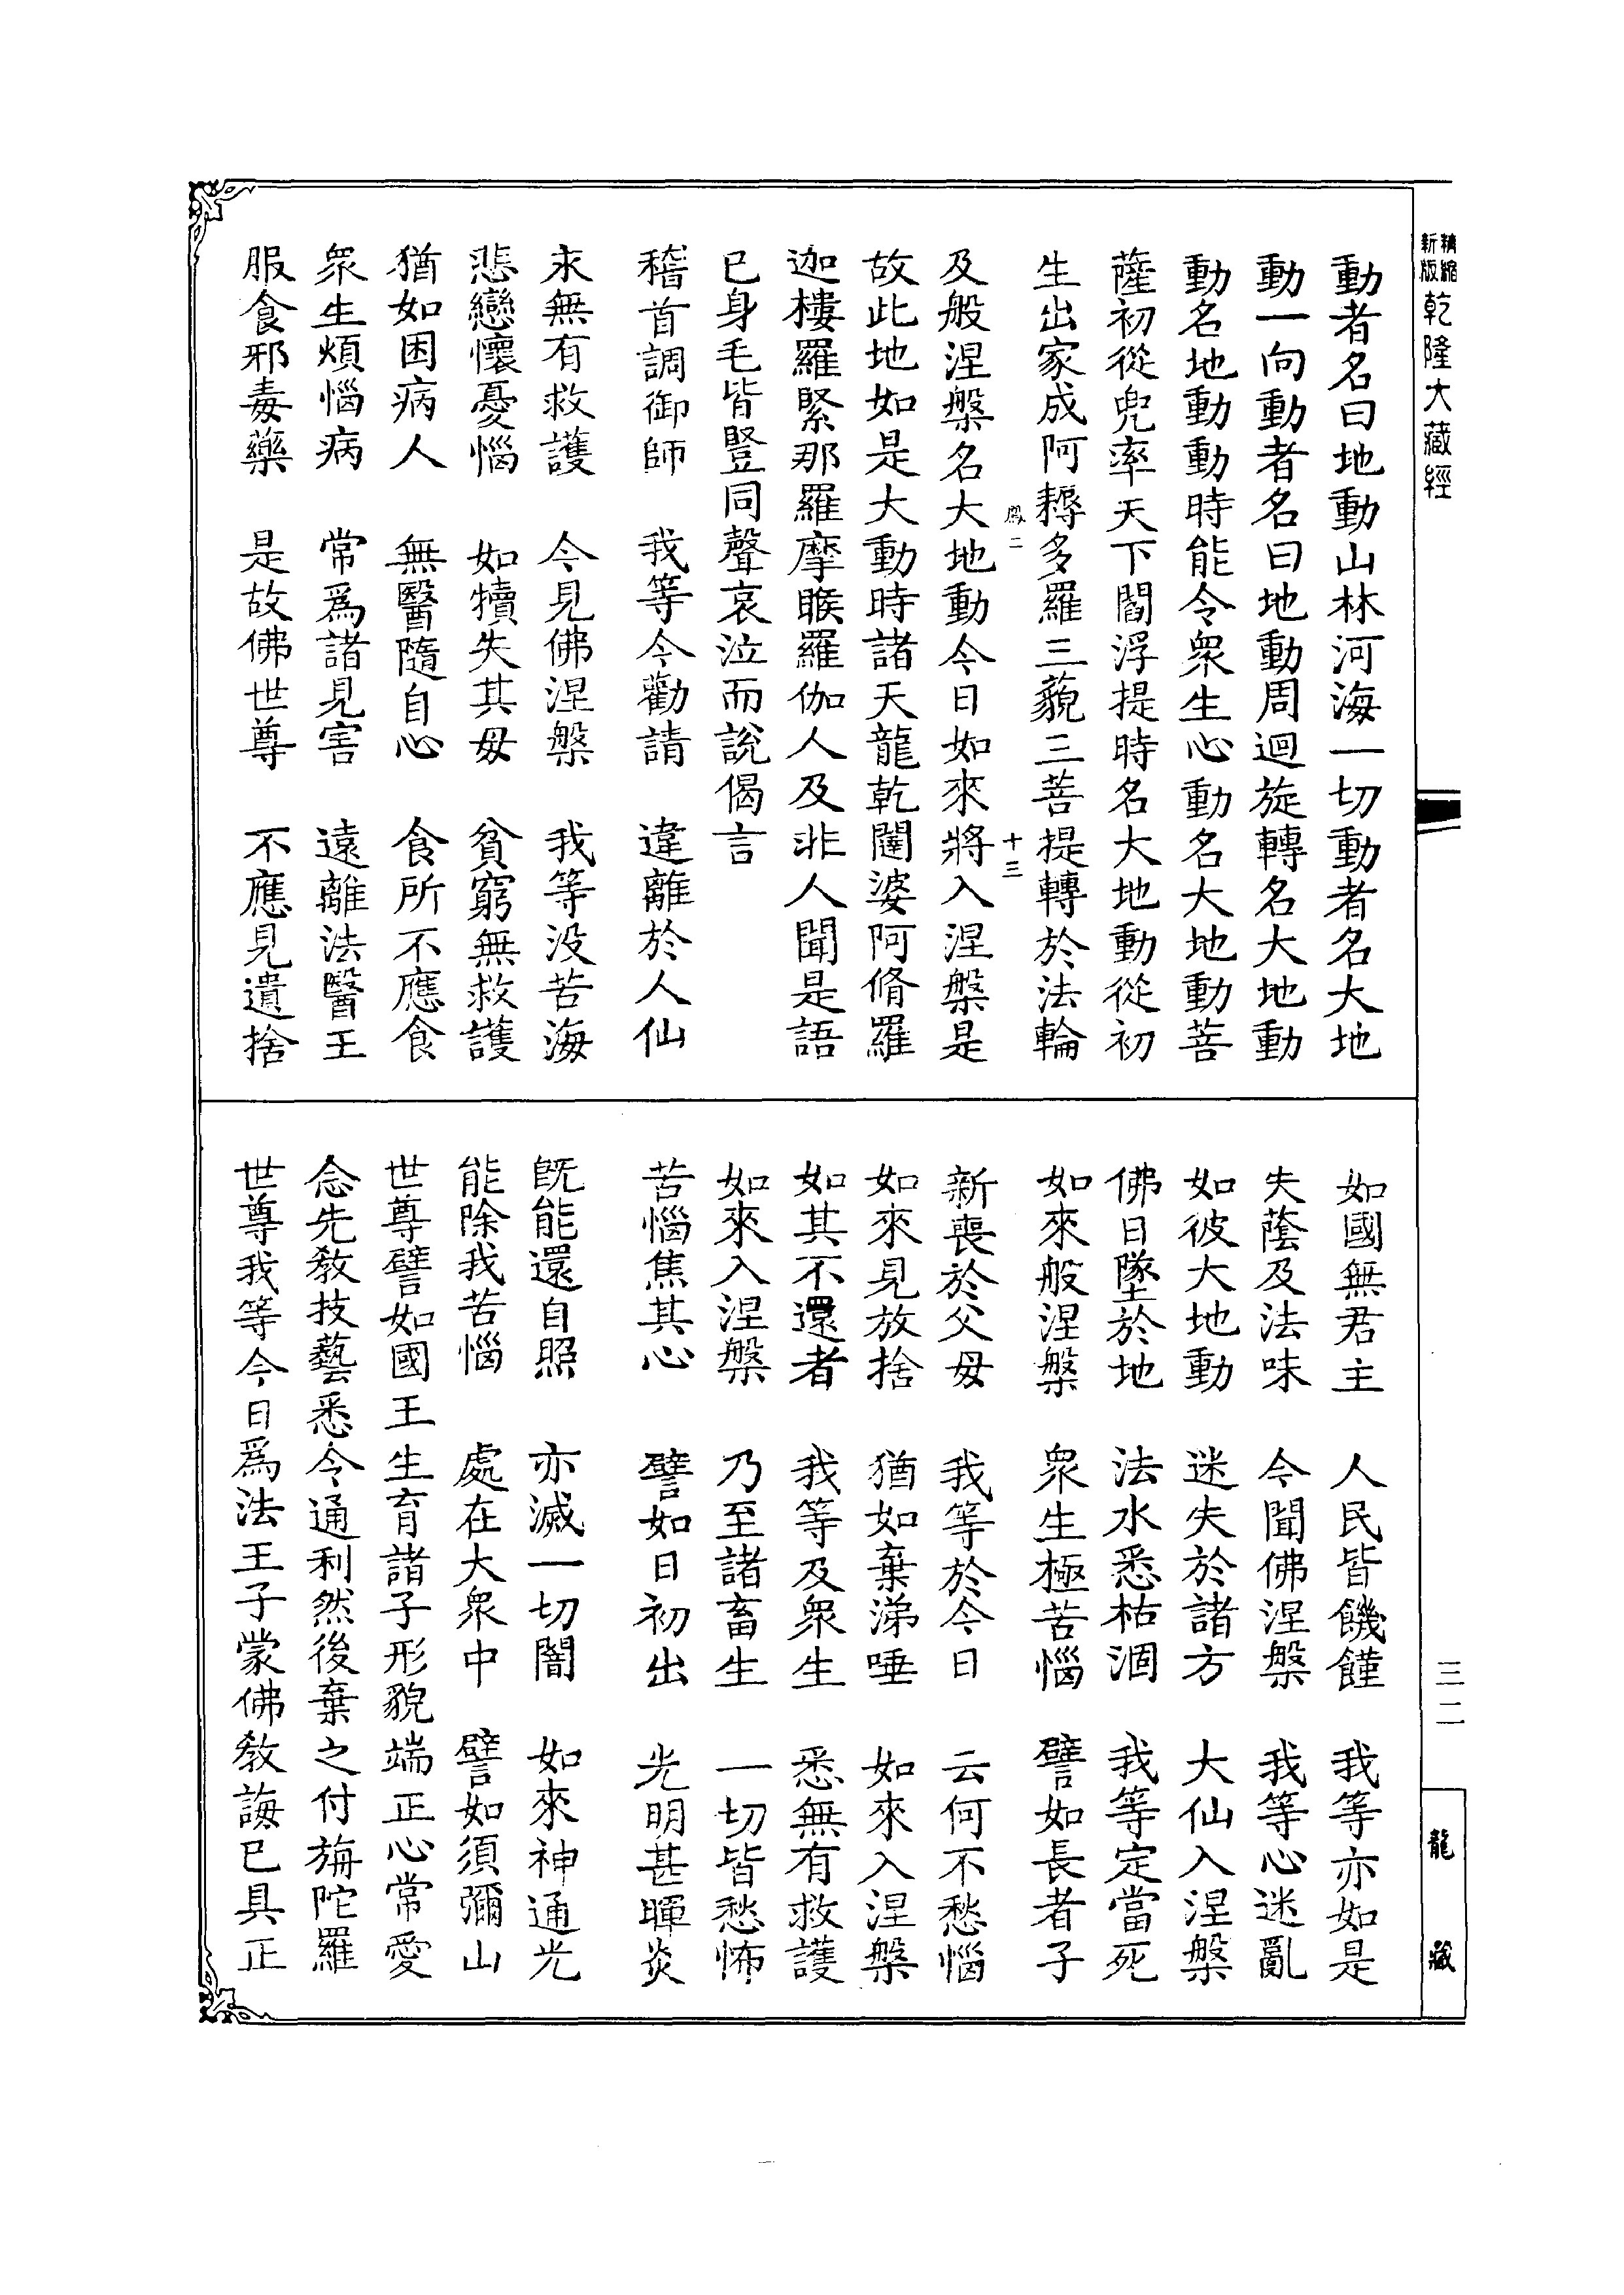 精縮新版乾隆大藏經
動者名曰地動山林河海一切動者名大地
動一向動者名曰地動周迴旋轉名大地動
動名地動動時能令衆生心動名大地動菩
薩初從兜率天下閻浮提時名大地動從初
生出家成阿耨多羅三藐三菩提轉於法輪
鳳二 十三
及般涅槃名大地動今日如來將入涅槃是
故此地如是大動時諸天龍乾闥婆阿脩羅
迦樓羅緊那羅摩睺羅伽人及非人聞是語
已身毛皆豎同聲哀泣而說偈言
稽首調御師 我等今勸請 違離於人仙
永無有救護 今見佛涅槃 我等没苦海
悲戀懷憂惱 如犢失其母 貧窮無救護
猶如困病人 無醫隨自心 食所不應食
衆生煩惱病 常爲諸見害 遠離法醫王
服食邪毒藥 是故佛世尊 不應見遺捨
如國無君主 人民皆饑饉 我等亦如是
失蔭及法味 今聞佛涅槃 我等心迷亂
如彼大地動 迷失於諸方 大仙入涅槃
佛日墜於地 法水悉枯涸 我等定當死
如來般涅槃 衆生極苦惱 譬如長者子
新喪於父母 我等於今日 云何不愁惱
如來見放捨 猶如棄涕唾 如來入涅槃
如其不還者 我等及衆生 悉無有救護
如來入涅槃 乃至諸畜生 一切皆愁怖
苦惱焦其心 譬如日初出 光明甚暉炎
旣能還自照 亦滅一切闇 如來神通光
能除我苦惱 處在大衆中 譬如須彌山
世尊譬如國王生育諸子形貌端正心常愛
念先教技藝悉令通利然後棄之付旃陀羅
世尊我等今日爲法王子蒙佛教誨已具正
三二
龍藏